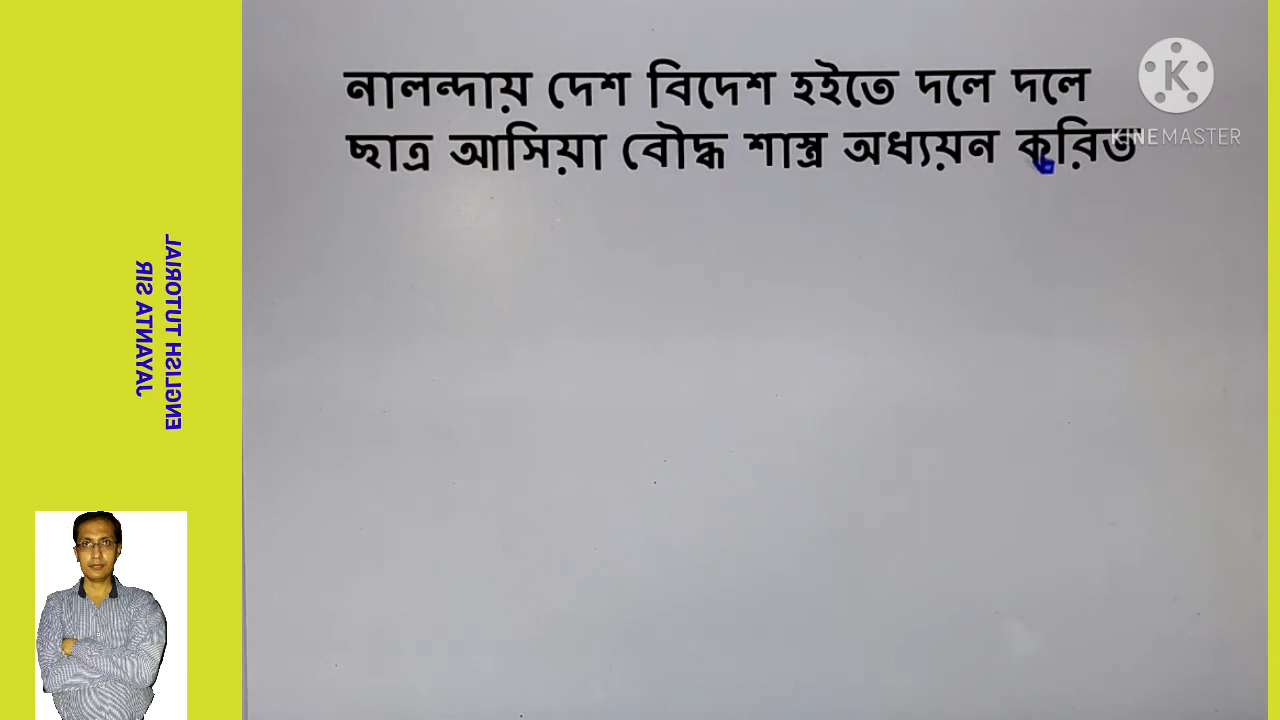 নালন্দায় দেশ বিদেশ হইতে দলে দলে
ছাত্র আসিয়া বৌদ্ধ শাস্ত্র অধ্যয়ন করিত
KINEMASTER
ENGLISH TUTORIAL
JAYANTA SIR